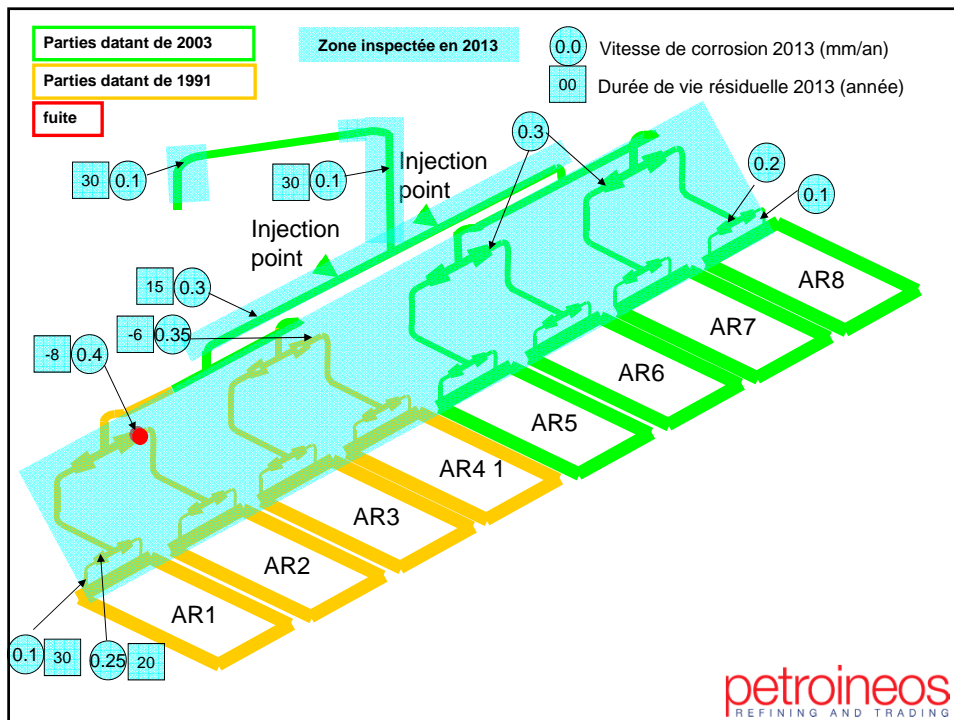 Parties datant de 2003
Zone inspectée en 2013
0.0 Vitesse de corrosion 2013 (mm/an)
Parties datant de 1991
00 Durée de vie résiduelle 2013 (année)
fuite
0.3
30 0.1
30 0.1
Injection
point
0.2
0.1
Injection
point
15 0.3
-6 0.35
-8 0.4
AR8
AR7
AR6
AR5
AR4 1
AR3
AR2
AR1
0.1 30 0.25 20
petroineos
REFINING AND TRADING